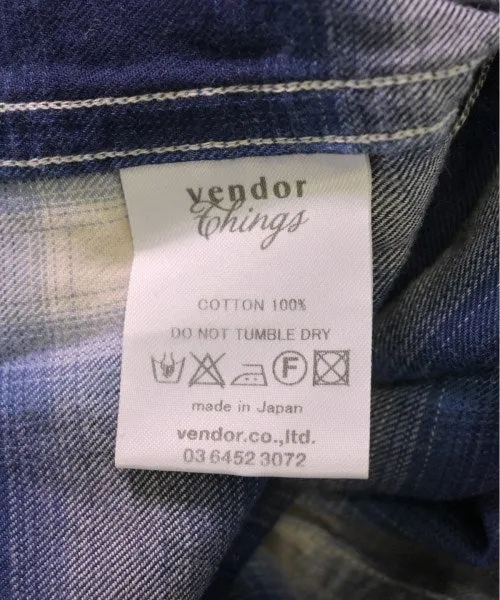 vendor
Things
COTTON 100%
DO NOT TUMBLE DRY
F
made in Japan
vendor.co.,ltd.
03 6452 3072